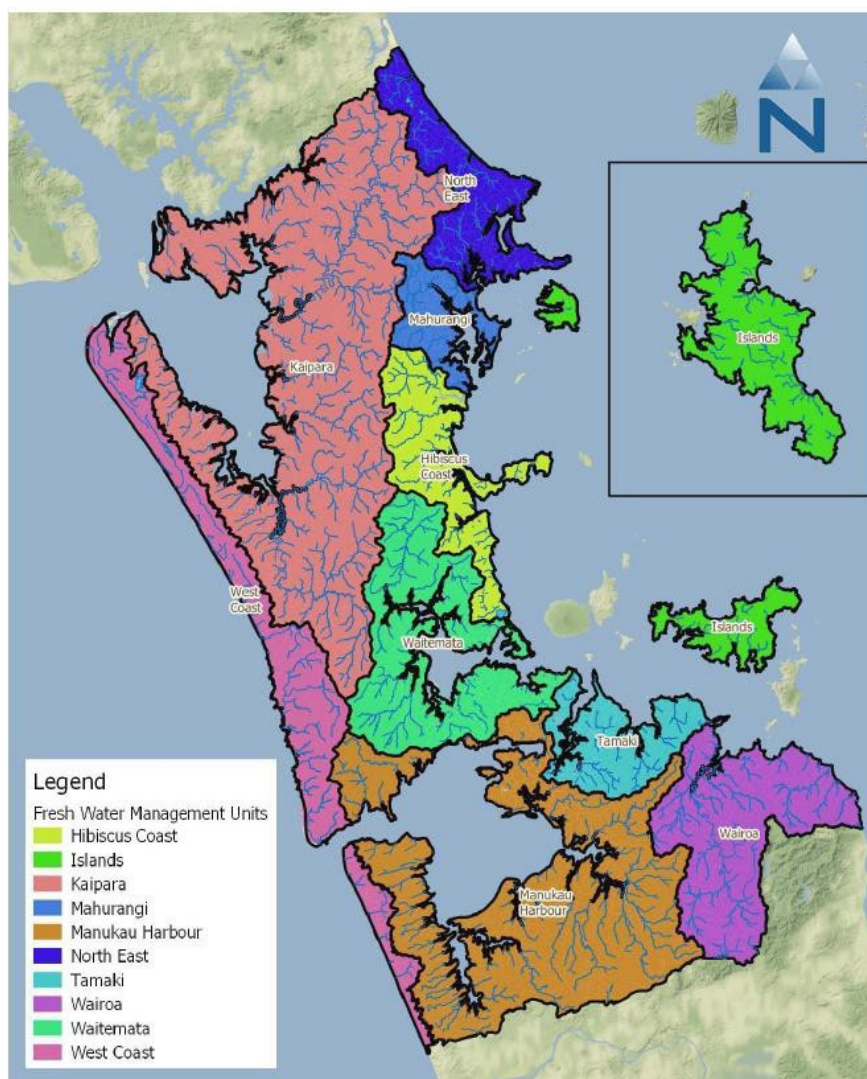 N
North
East
Islands
Mahurangi
Kaipara
Hibiscus
Coast
West
Coast
Islands
Waitemata
Tamaki
Wairoa
Manukau
Harbour
Legend
Fresh Water Management Units
Hibiscus Coast
Islands
Kaipara
Mahurangi
Manukau Harbour
North East
Tamaki
Wairoa
Waitemata
West Coast